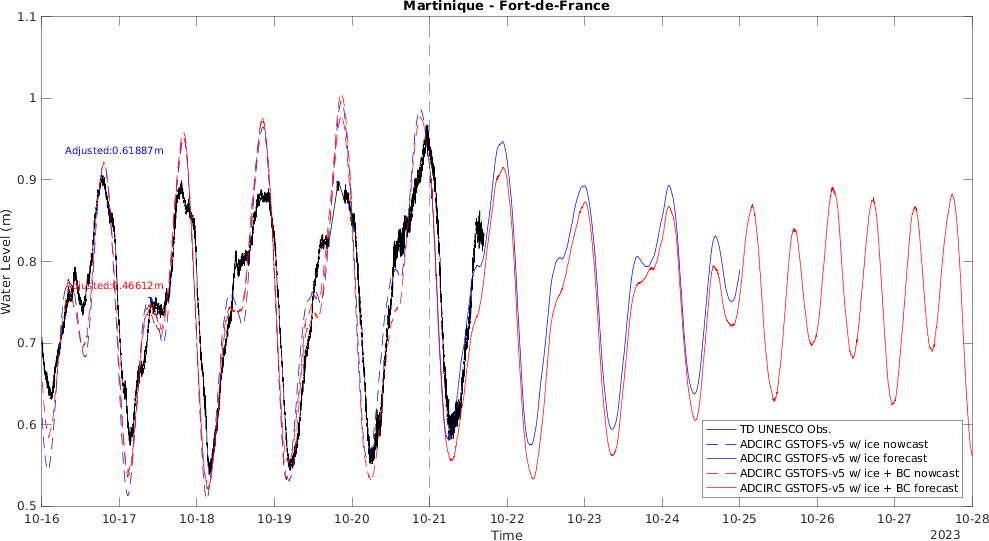 Martinique - Fort-de-France
1.1
1
0.9
0.8
0.7
0.6
0.5
Water Level (m)
Adjusted:0.61887m
Adjusted:0.46612m
TD UNESCO Obs.
ADCIRC GSTOFS-v5 w/ ice nowcast
ADCIRC GSTOFS-v5 w/ ice forecast
ADCIRC GSTOFS-v5 w/ ice + BC nowcast
ADCIRC GSTOFS-v5 w/ ice + BC forecast
10-16 10-17 10-18 10-19 10-20 10-21 10-22 10-23 10-24 10-25 10-26 10-27 10-28
Time
2023